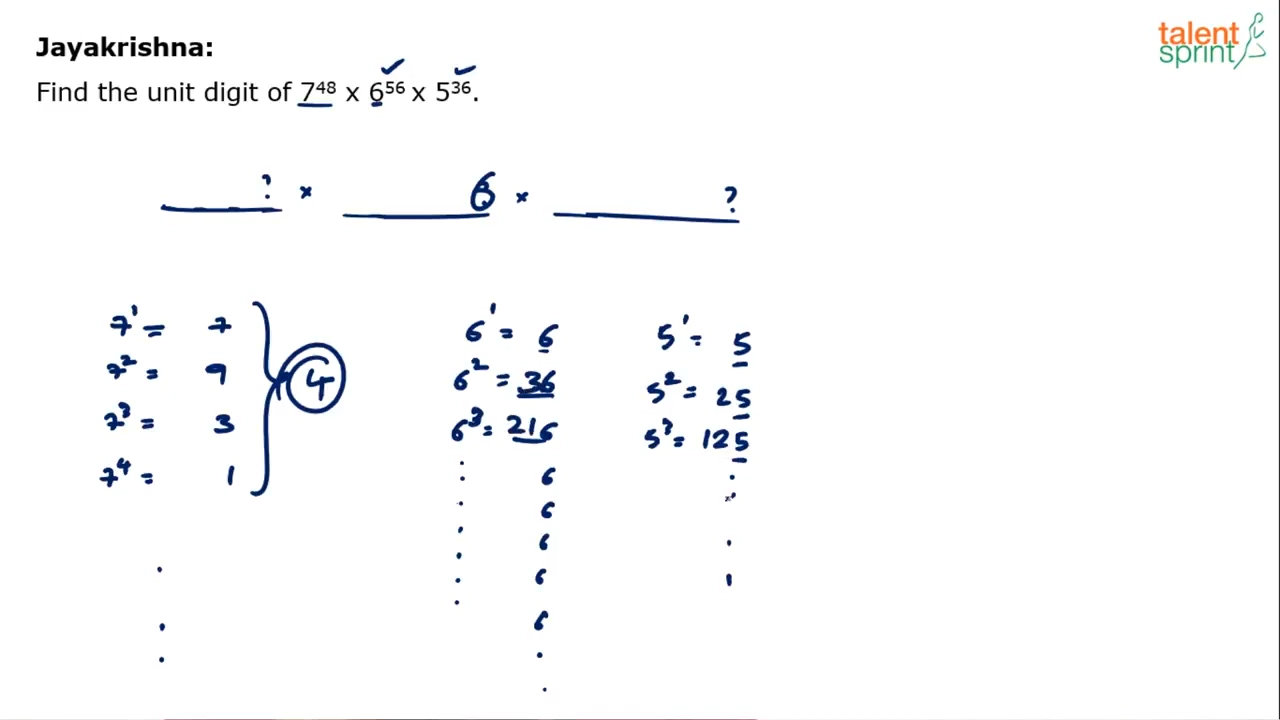 talent
sprint
Jayakrishna:
Find the unit digit of 7⁴⁸ x 6⁵⁶ x 5³⁶.
? × 6 × ?
7¹ = 7
7² = 9
7³ = 3
7⁴ = 1
4
6¹ = 6
6² = 36
6³ = 216
6
6
6
6
6
5¹ = 5
5² = 25
5³ = 125